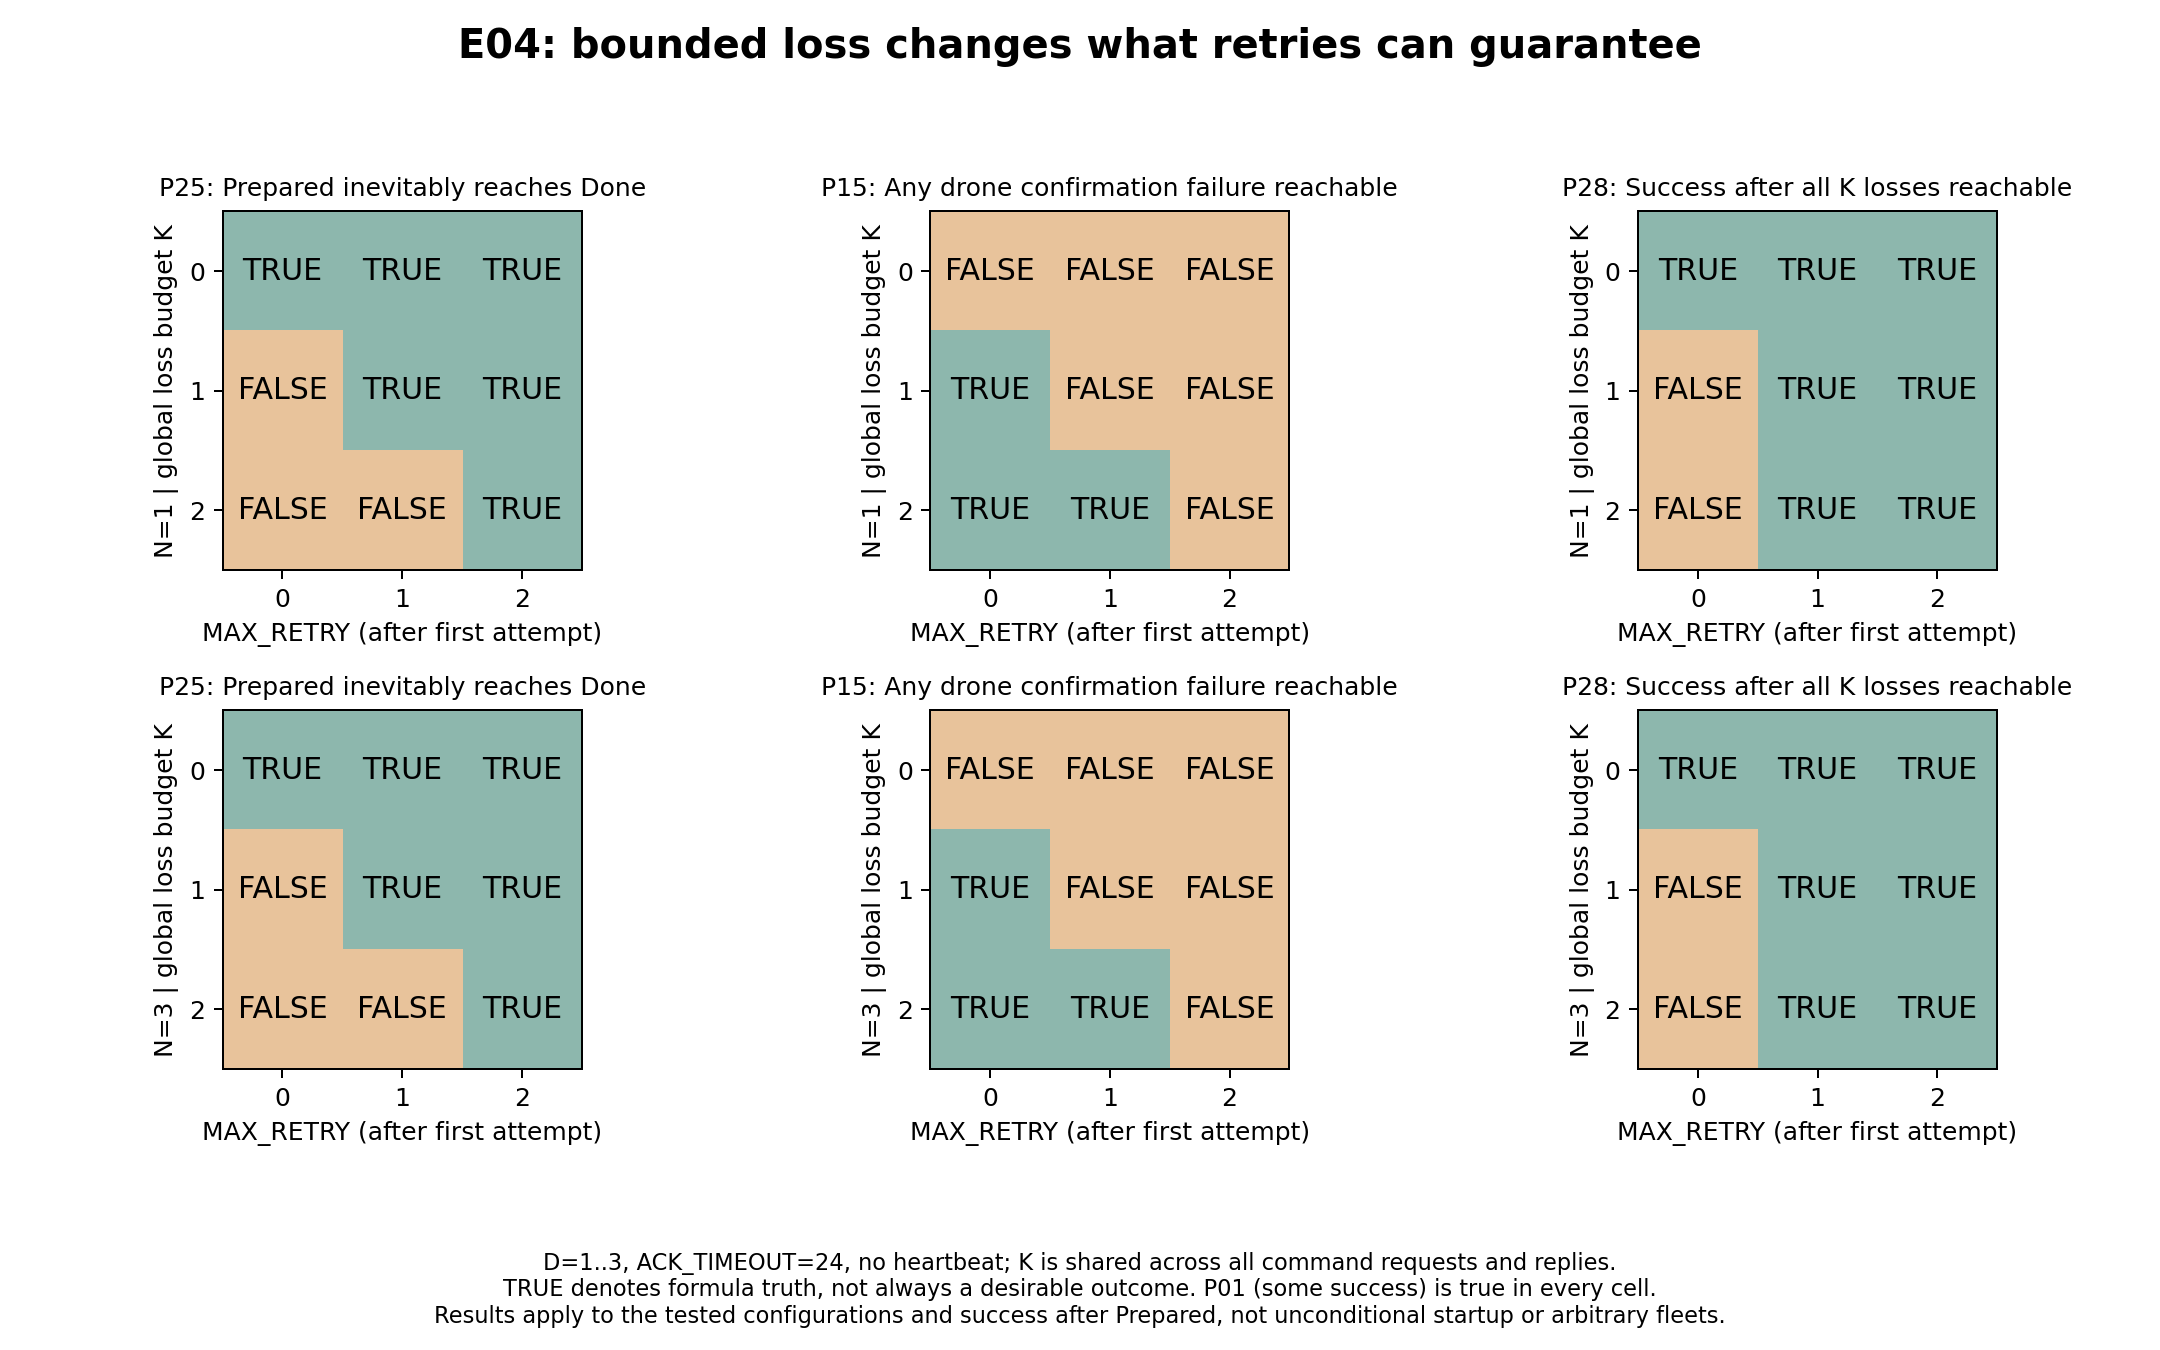 E04: bounded loss changes what retries can guarantee
P25: Prepared inevitably reaches Done
N=1 | global loss budget K
0 TRUE TRUE TRUE
1 FALSE TRUE TRUE
2 FALSE FALSE TRUE
0 1 2
MAX_RETRY (after first attempt)
P15: Any drone confirmation failure reachable
N=1 | global loss budget K
0 FALSE FALSE FALSE
1 TRUE FALSE FALSE
2 TRUE TRUE FALSE
0 1 2
MAX_RETRY (after first attempt)
P28: Success after all K losses reachable
N=1 | global loss budget K
0 TRUE TRUE TRUE
1 FALSE TRUE TRUE
2 FALSE TRUE TRUE
0 1 2
MAX_RETRY (after first attempt)
P25: Prepared inevitably reaches Done
N=3 | global loss budget K
0 TRUE TRUE TRUE
1 FALSE TRUE TRUE
2 FALSE FALSE TRUE
0 1 2
MAX_RETRY (after first attempt)
P15: Any drone confirmation failure reachable
N=3 | global loss budget K
0 FALSE FALSE FALSE
1 TRUE FALSE FALSE
2 TRUE TRUE FALSE
0 1 2
MAX_RETRY (after first attempt)
P28: Success after all K losses reachable
N=3 | global loss budget K
0 TRUE TRUE TRUE
1 FALSE TRUE TRUE
2 FALSE TRUE TRUE
0 1 2
MAX_RETRY (after first attempt)
D=1..3, ACK_TIMEOUT=24, no heartbeat; K is shared across all command requests and replies.
TRUE denotes formula truth, not always a desirable outcome. P01 (some success) is true in every cell.
Results apply to the tested configurations and success after Prepared, not unconditional startup or arbitrary fleets.